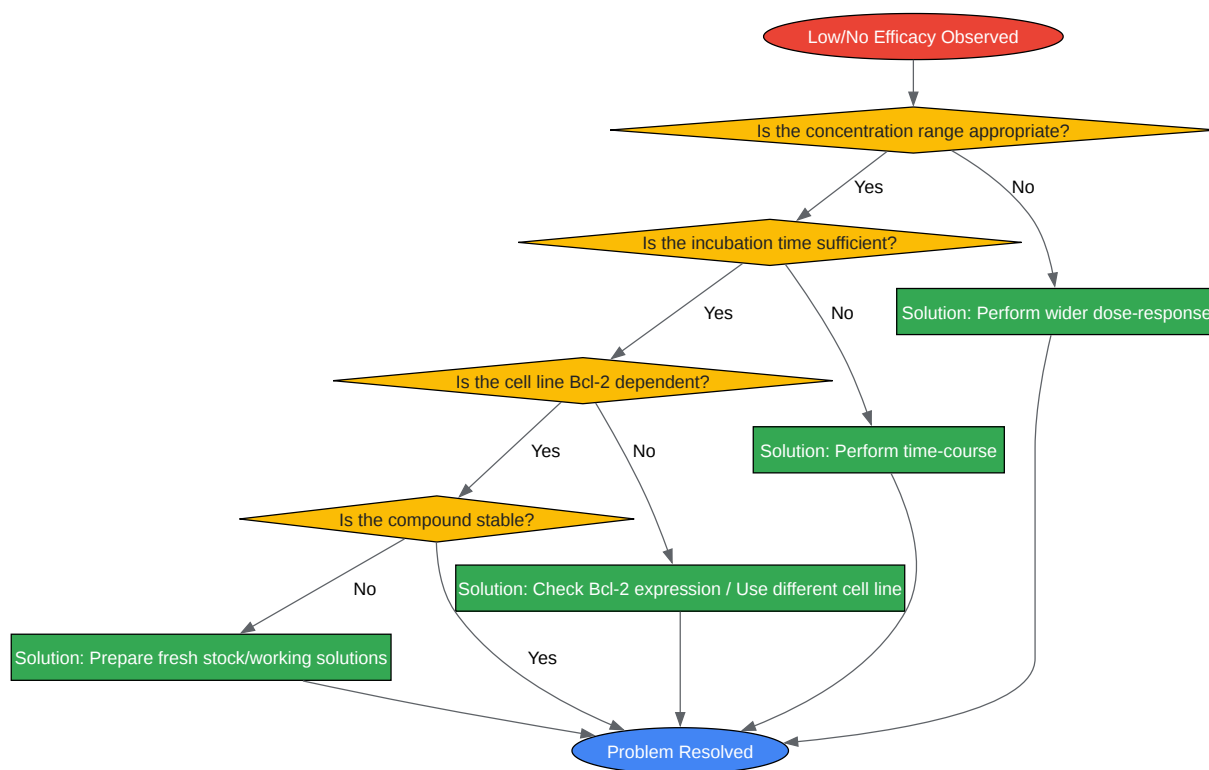 Low/No Efficacy Observed
Is the concentration range appropriate?
Yes
No
Is the incubation time sufficient?
Solution: Perform wider dose-response
Yes
No
Is the cell line Bcl-2 dependent?
Solution: Perform time-course
Yes
No
Is the compound stable?
Solution: Check Bcl-2 expression / Use different cell line
No
Yes
Solution: Prepare fresh stock/working solutions
Problem Resolved